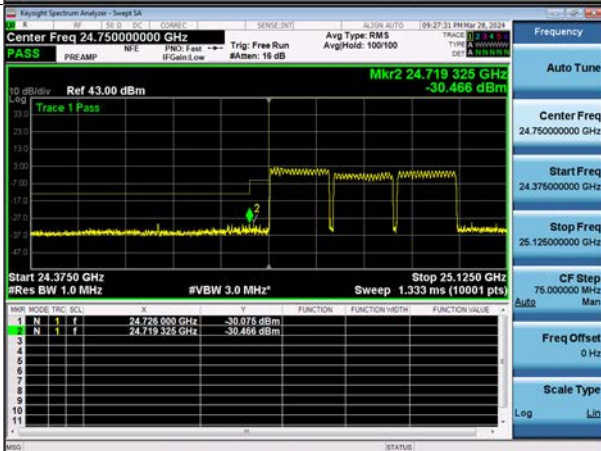 Keysight Spectrum Analyzer - Swept SA
R RF 50 Ω DC CORREC SENSE:INT ALIGN AUTO 09:27:31 PM Mar 28, 2024
Center Freq 24.750000000 GHz
PASS PREAMP NFE PNO: Fast IFGain:Low Trig: Free Run #Atten: 16 dB Avg Type: RMS Avg|Hold: 100/100 TRACE 1 2 3 4 5 6 TYPE A DET A N N N N N
Mkr2 24.719 325 GHz
-30.466 dBm
10 dB/div Ref 43.00 dBm
Log
Trace 1 Pass
33.0
23.0
13.0
3.00
-7.00
-17.0
-27.0
-37.0
-47.0
2
Start 24.3750 GHz Stop 25.1250 GHz
#Res BW 1.0 MHz #VBW 3.0 MHz* Sweep 1.333 ms (10001 pts)
MKR MODE TRC SCL X Y FUNCTION FUNCTION WIDTH FUNCTION VALUE
1 N 1 f 24.726 000 GHz -30.075 dBm
2 N 1 f 24.719 325 GHz -30.466 dBm
3
4
5
6
7
8
9
10
11
MSG STATUS
Frequency
Auto Tune
Center Freq
24.750000000 GHz
Start Freq
24.375000000 GHz
Stop Freq
25.125000000 GHz
CF Step
75.000000 MHz
Auto Man
Freq Offset
0 Hz
Scale Type
Log Lin